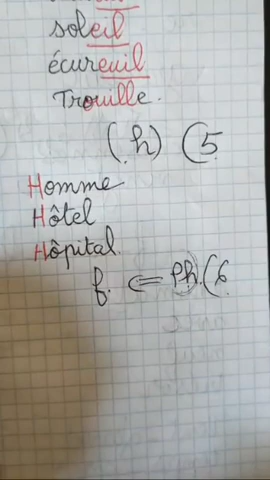 soleil
écureuil
Trouille.
(h) (5
Homme
Hôtel
Hôpital.
f. ⇐ Ph. (6